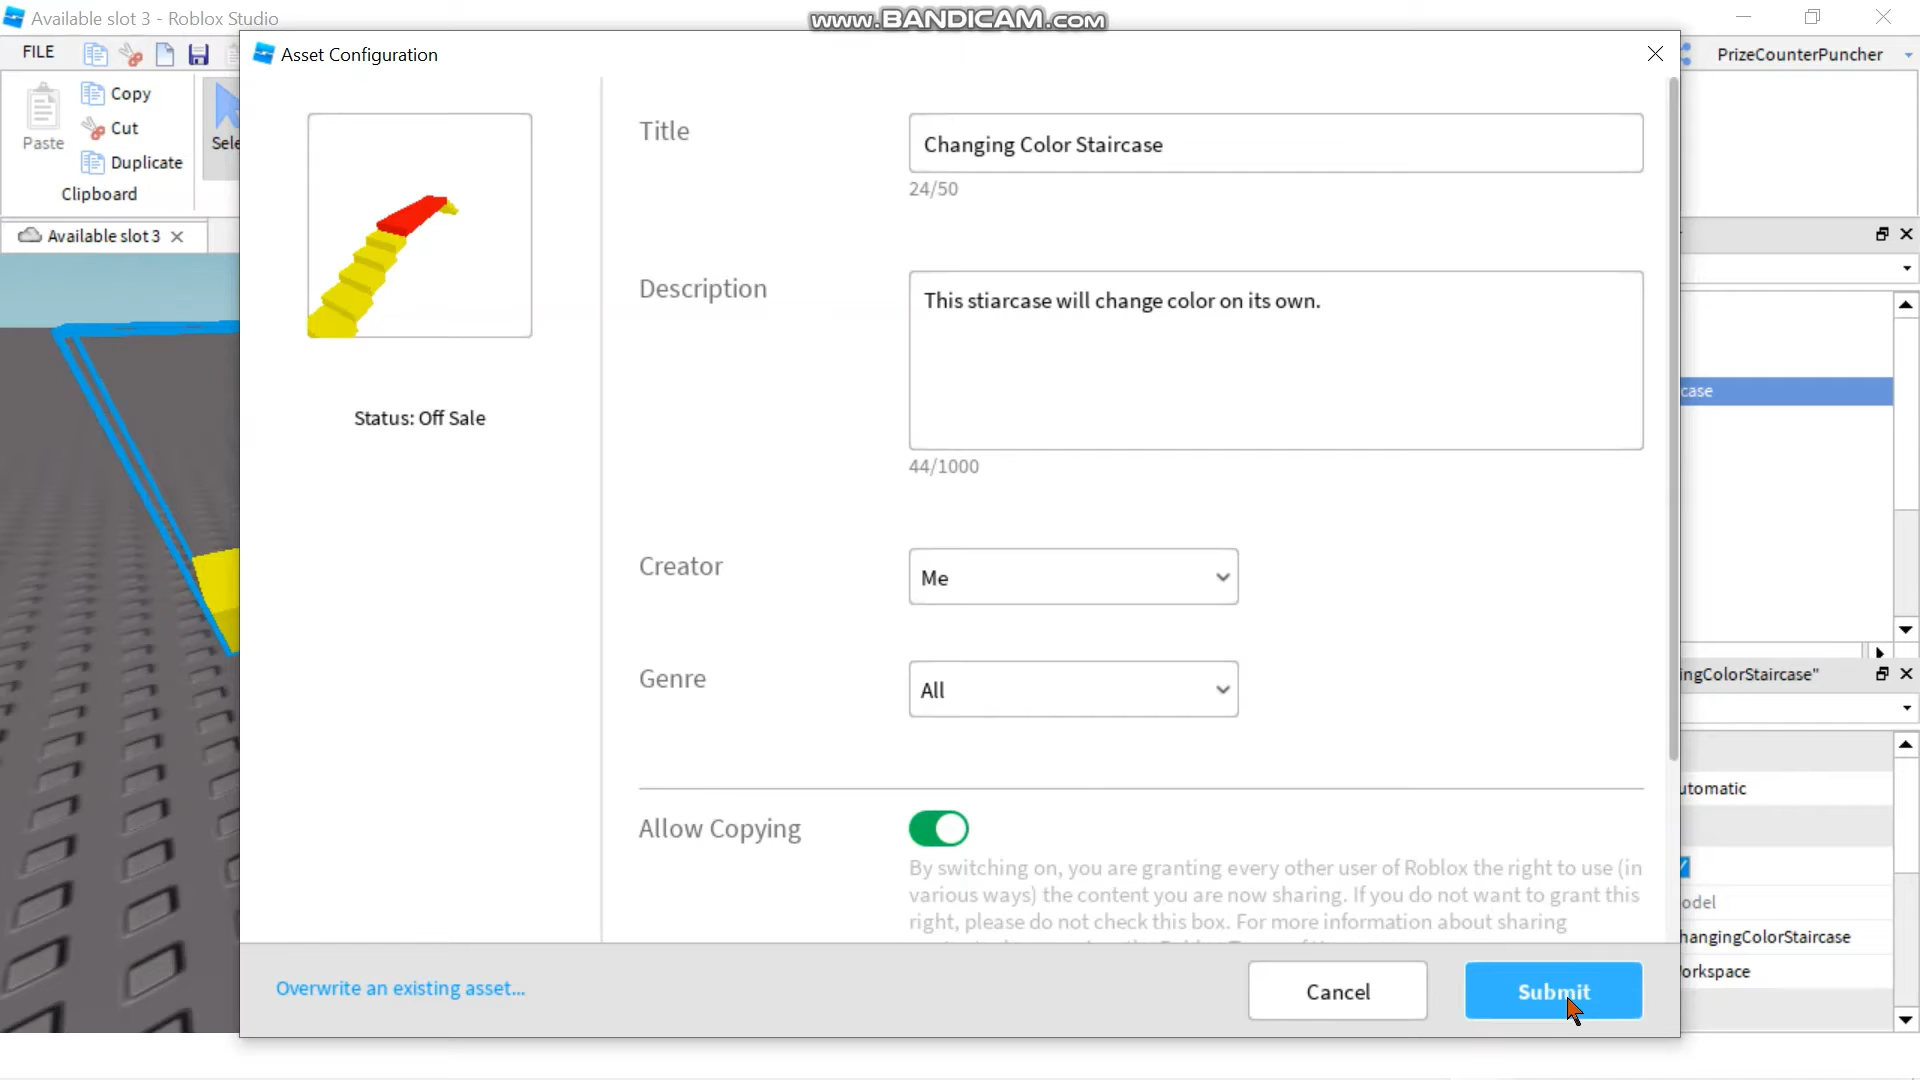 Available slot 3 - Roblox Studio
www.BANDICAM.com
FILE
Asset Configuration
PrizeCounterPuncher
Copy
Cut
Paste
Duplicate
Sele
Clipboard
Available slot 3
Title
Changing Color Staircase
24/50
Description
This stiarcase will change color on its own.
44/1000
Status: Off Sale
case
Creator
Me
Genre
All
ingColorStaircase"
Allow Copying
By switching on, you are granting every other user of Roblox the right to use (in
various ways) the content you are now sharing. If you do not want to grant this
right, please do not check this box. For more information about sharing
utomatic
odel
hangingColorStaircase
orkspace
Overwrite an existing asset...
Cancel
Submit